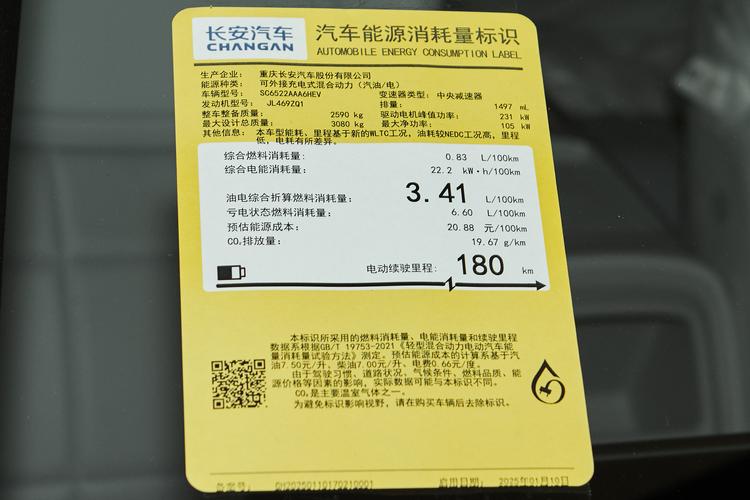 长安汽车
CHANGAN
汽车能源消耗量标识
AUTOMOBILE ENERGY CONSUMPTION LABEL
生产企业: 重庆长安汽车股份有限公司
能源种类: 可外接充电式混合动力(汽油/电)
车辆型号: SC6522AAA6HEV 变速器类型: 中央减速器
发动机型号: JL469ZQ1 排量: 1497 mL
整车整备质量: 2590 kg 驱动电机峰值功率: 231 kW
最大设计总质量: 3080 kg 最大净功率: 105 kW
其他信息: 本车型能耗、里程基于新的WLTC工况,油耗较NEDC工况高,里程
低,电耗有所差异。
综合燃料消耗量: 0.83 L/100km
综合电能消耗量: 22.2 kW·h/100km
油电综合折算燃料消耗量: 3.41 L/100km
亏电状态燃料消耗量: 6.60 L/100km
预估能源成本: 20.88 元/100km
CO₂排放量: 19.67 g/km
电动续驶里程: 180 km
本标识所采用的燃料消耗量、电能消耗量和续驶里程
数据系根据GB/T 19753-2021《轻型混合动力电动汽车能
量消耗量试验方法》测定。预估能源成本的计算系基于汽
油7.50元/升、柴油7.00元/升、电费0.66元/度。
由于驾驶习惯、道路状况、气候条件、燃料品质、能
源价格等因素的影响,实际数据可能与本标识不同。
CO₂是主要温室气体之一。
为避免标识影响视野,请在购买车辆后去除标识。
备案号: 启用日期: 2025年01月10日